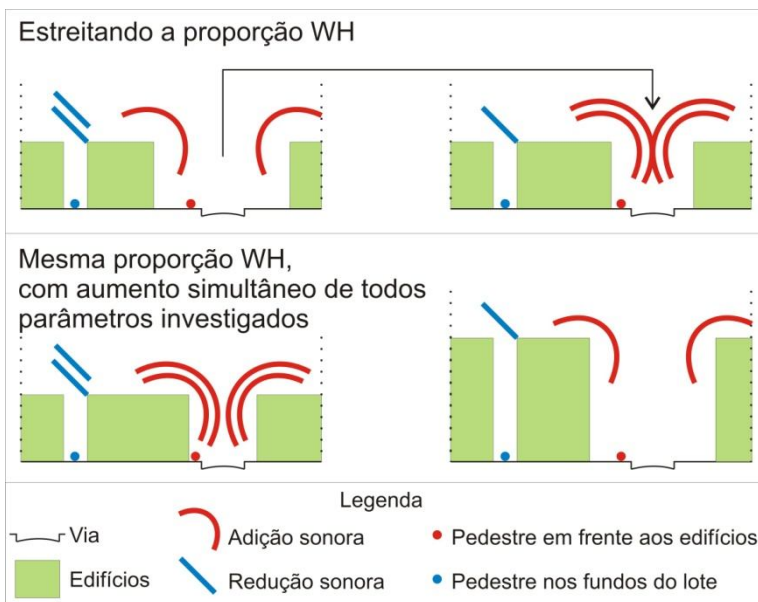 Estreitando a proporção WH
Mesma proporção WH,
com aumento simultâneo de todos
parâmetros investigados
Legenda
Via
Adição sonora
Pedestre em frente aos edifícios
Edifícios
Redução sonora
Pedestre nos fundos do lote